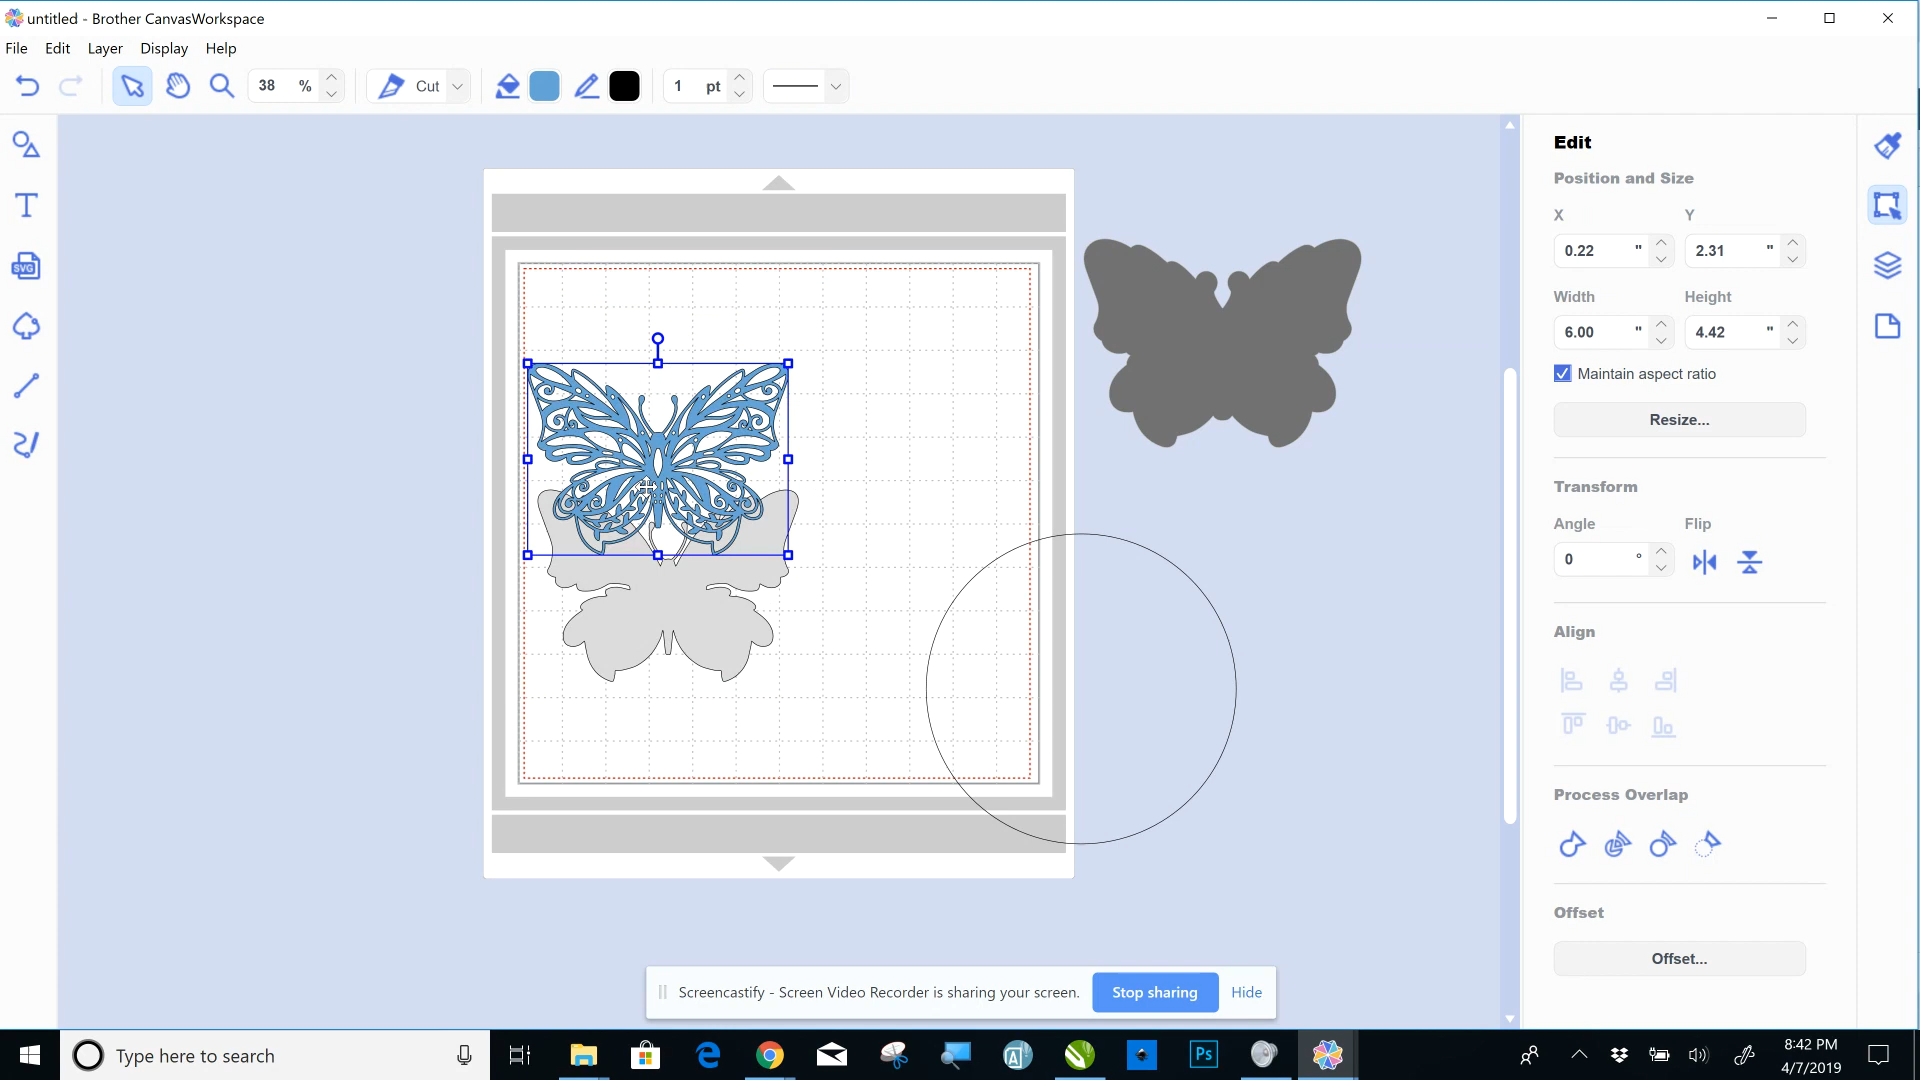 untitled - Brother CanvasWorkspace
File Edit Layer Display Help
38 % Cut 1 pt
SVG
Edit
Position and Size
X Y
0.22 " 2.31 "
Width Height
6.00 " 4.42 "
Maintain aspect ratio
Resize...
Transform
Angle Flip
0 °
Align
Process Overlap
Offset
Offset...
Screencastify - Screen Video Recorder is sharing your screen. Stop sharing Hide
Type here to search
Ps
8:42 PM
4/7/2019